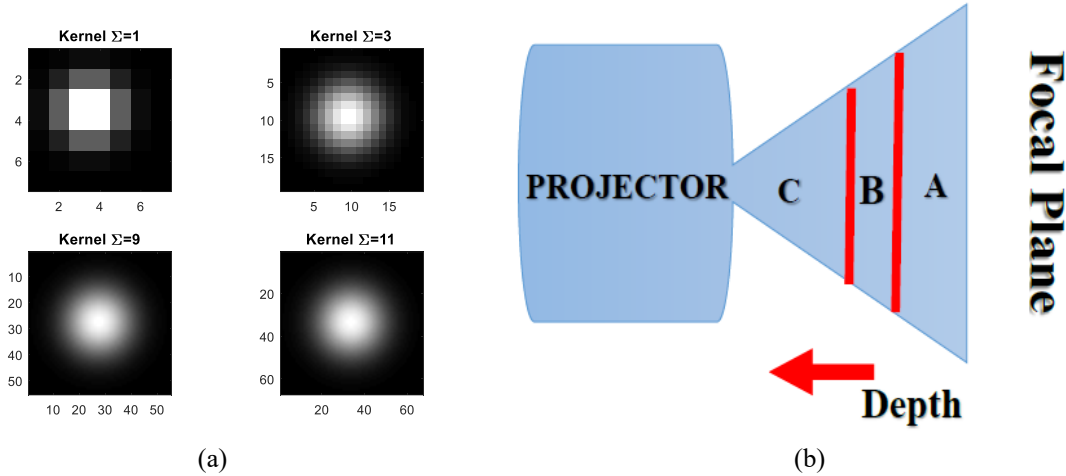 Kernel Σ=1
2
4
6
2 4 6
Kernel Σ=3
5
10
15
5 10 15
Kernel Σ=9
10
20
30
40
50
10 20 30 40 50
Kernel Σ=11
20
40
60
20 40 60
(a)
PROJECTOR
C
B
A
Focal Plane
Depth
(b)